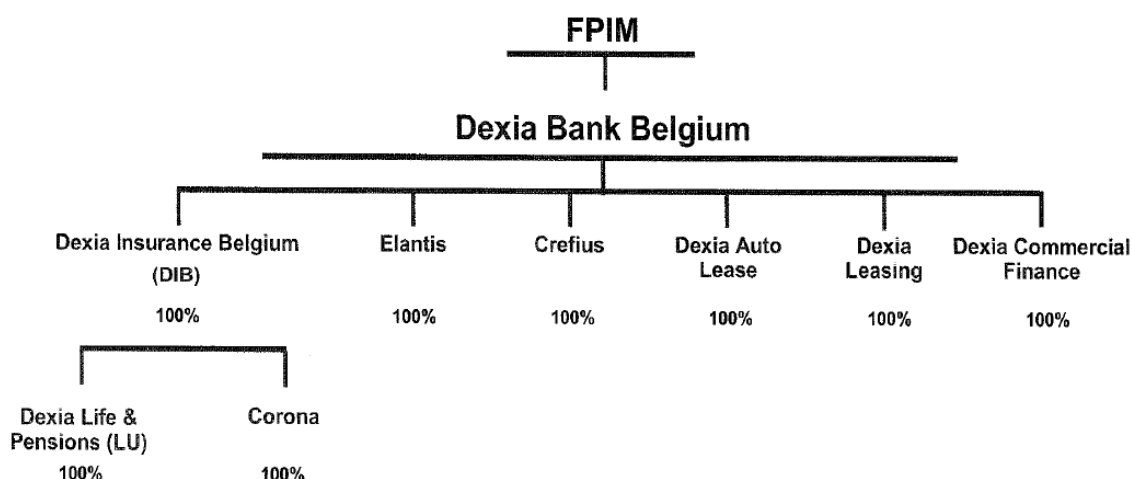 FPIM
Dexia Bank Belgium
Dexia Insurance Belgium
(DIB)
100%
Elantis
100%
Crefius
100%
Dexia Auto
Lease
100%
Dexia
Leasing
100%
Dexia Commercial
Finance
100%
Dexia Life &
Pensions (LU)
100%
Corona
100%